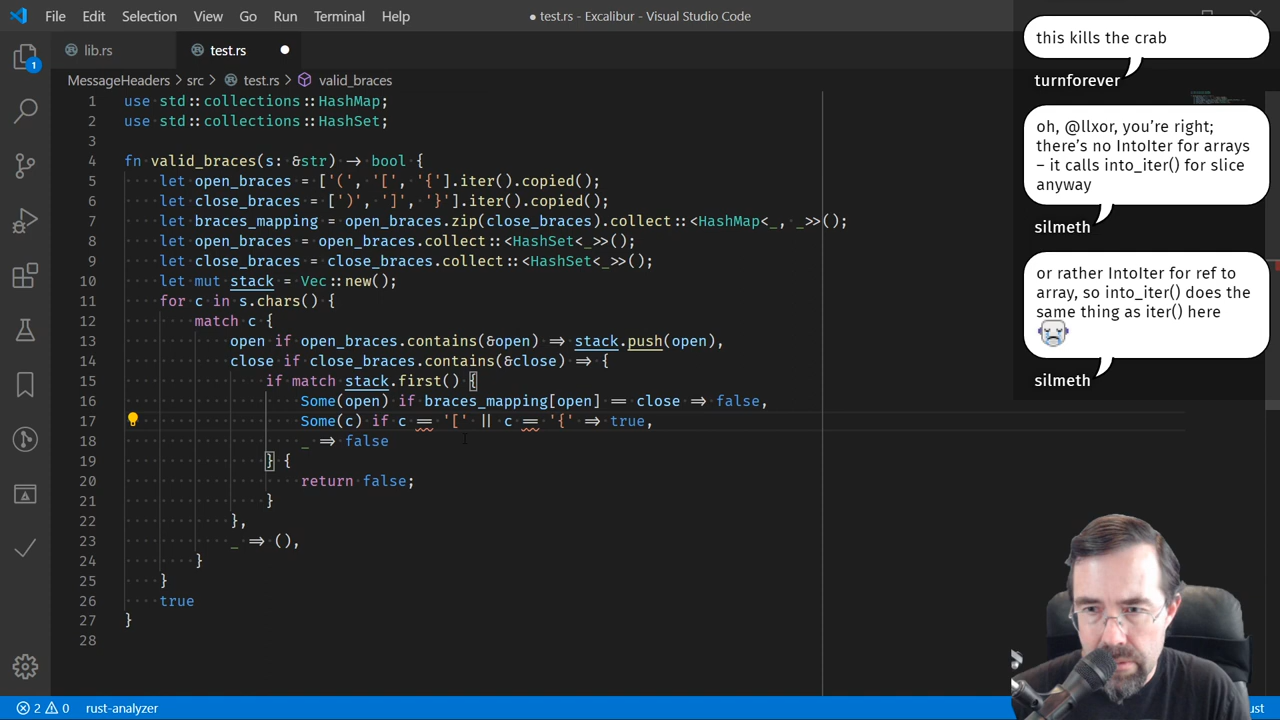 File Edit Selection View Go Run Terminal Help
● test.rs - Excalibur - Visual Studio Code
lib.rs
test.rs ●
MessageHeaders › src › test.rs › valid_braces
1 use std::collections::HashMap;
2 use std::collections::HashSet;
3
4 fn valid_braces(s: &str) -> bool {
5 let open_braces = ['(', '[', '{'].iter().copied();
6 let close_braces = [')', ']', '}'].iter().copied();
7 let braces_mapping = open_braces.zip(close_braces).collect::<HashMap<_, _>>();
8 let open_braces = open_braces.collect::<HashSet<_>>();
9 let close_braces = close_braces.collect::<HashSet<_>>();
10 let mut stack = Vec::new();
11 for c in s.chars() {
12 match c {
13 open if open_braces.contains(&open) => stack.push(open),
14 close if close_braces.contains(&close) => {
15 if match stack.first() {
16 Some(open) if braces_mapping[open] == close => false,
17 Some(c) if c == '[' || c == '{' => true,
18 _ => false
19 } {
20 return false;
21 }
22 },
23 _ => (),
24 }
25 }
26 true
27 }
28
1
this kills the crab
turnforever
oh, @llxor, you're right;
there's no IntoIter for arrays
– it calls into_iter() for slice
anyway
silmeth
or rather IntoIter for ref to
array, so into_iter() does the
same thing as iter() here
silmeth
2 0 rust-analyzer
ust